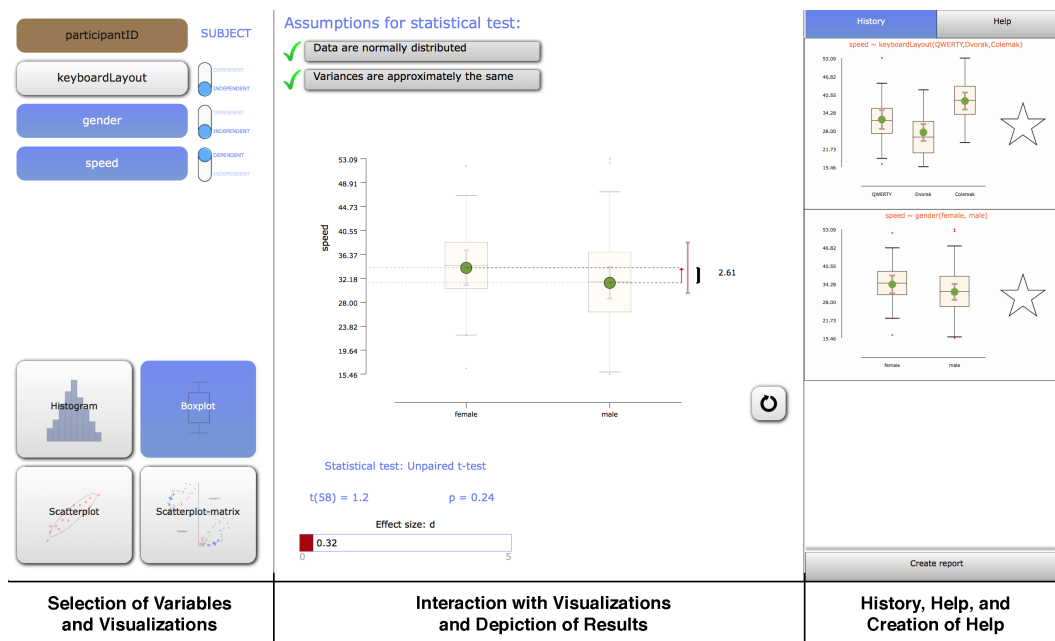 participantID
SUBJECT
keyboardLayout
DEPENDENT
INDEPENDENT
gender
DEPENDENT
INDEPENDENT
speed
DEPENDENT
INDEPENDENT
Histogram
Boxplot
Scatterplot
Scatterplot-matrix
Selection of Variables
and Visualizations
Assumptions for statistical test:
Data are normally distributed
Variances are approximately the same
speed
53.09
48.91
44.73
40.55
36.37
32.18
28.00
23.82
19.64
15.46
2.61
female
male
Statistical test: Unpaired t-test
t(58) = 1.2
p = 0.24
Effect size: d
0.32
0
5
Interaction with Visualizations
and Depiction of Results
History
Help
speed ~ keyboardLayout(QWERTY,Dvorak,Colemak)
53.09
46.82
40.55
34.28
28.00
21.73
15.46
QWERTY
Dvorak
Colemak
speed ~ gender(female, male)
53.09
46.82
40.55
34.28
28.00
21.73
15.46
female
male
Create report
History, Help, and
Creation of Help